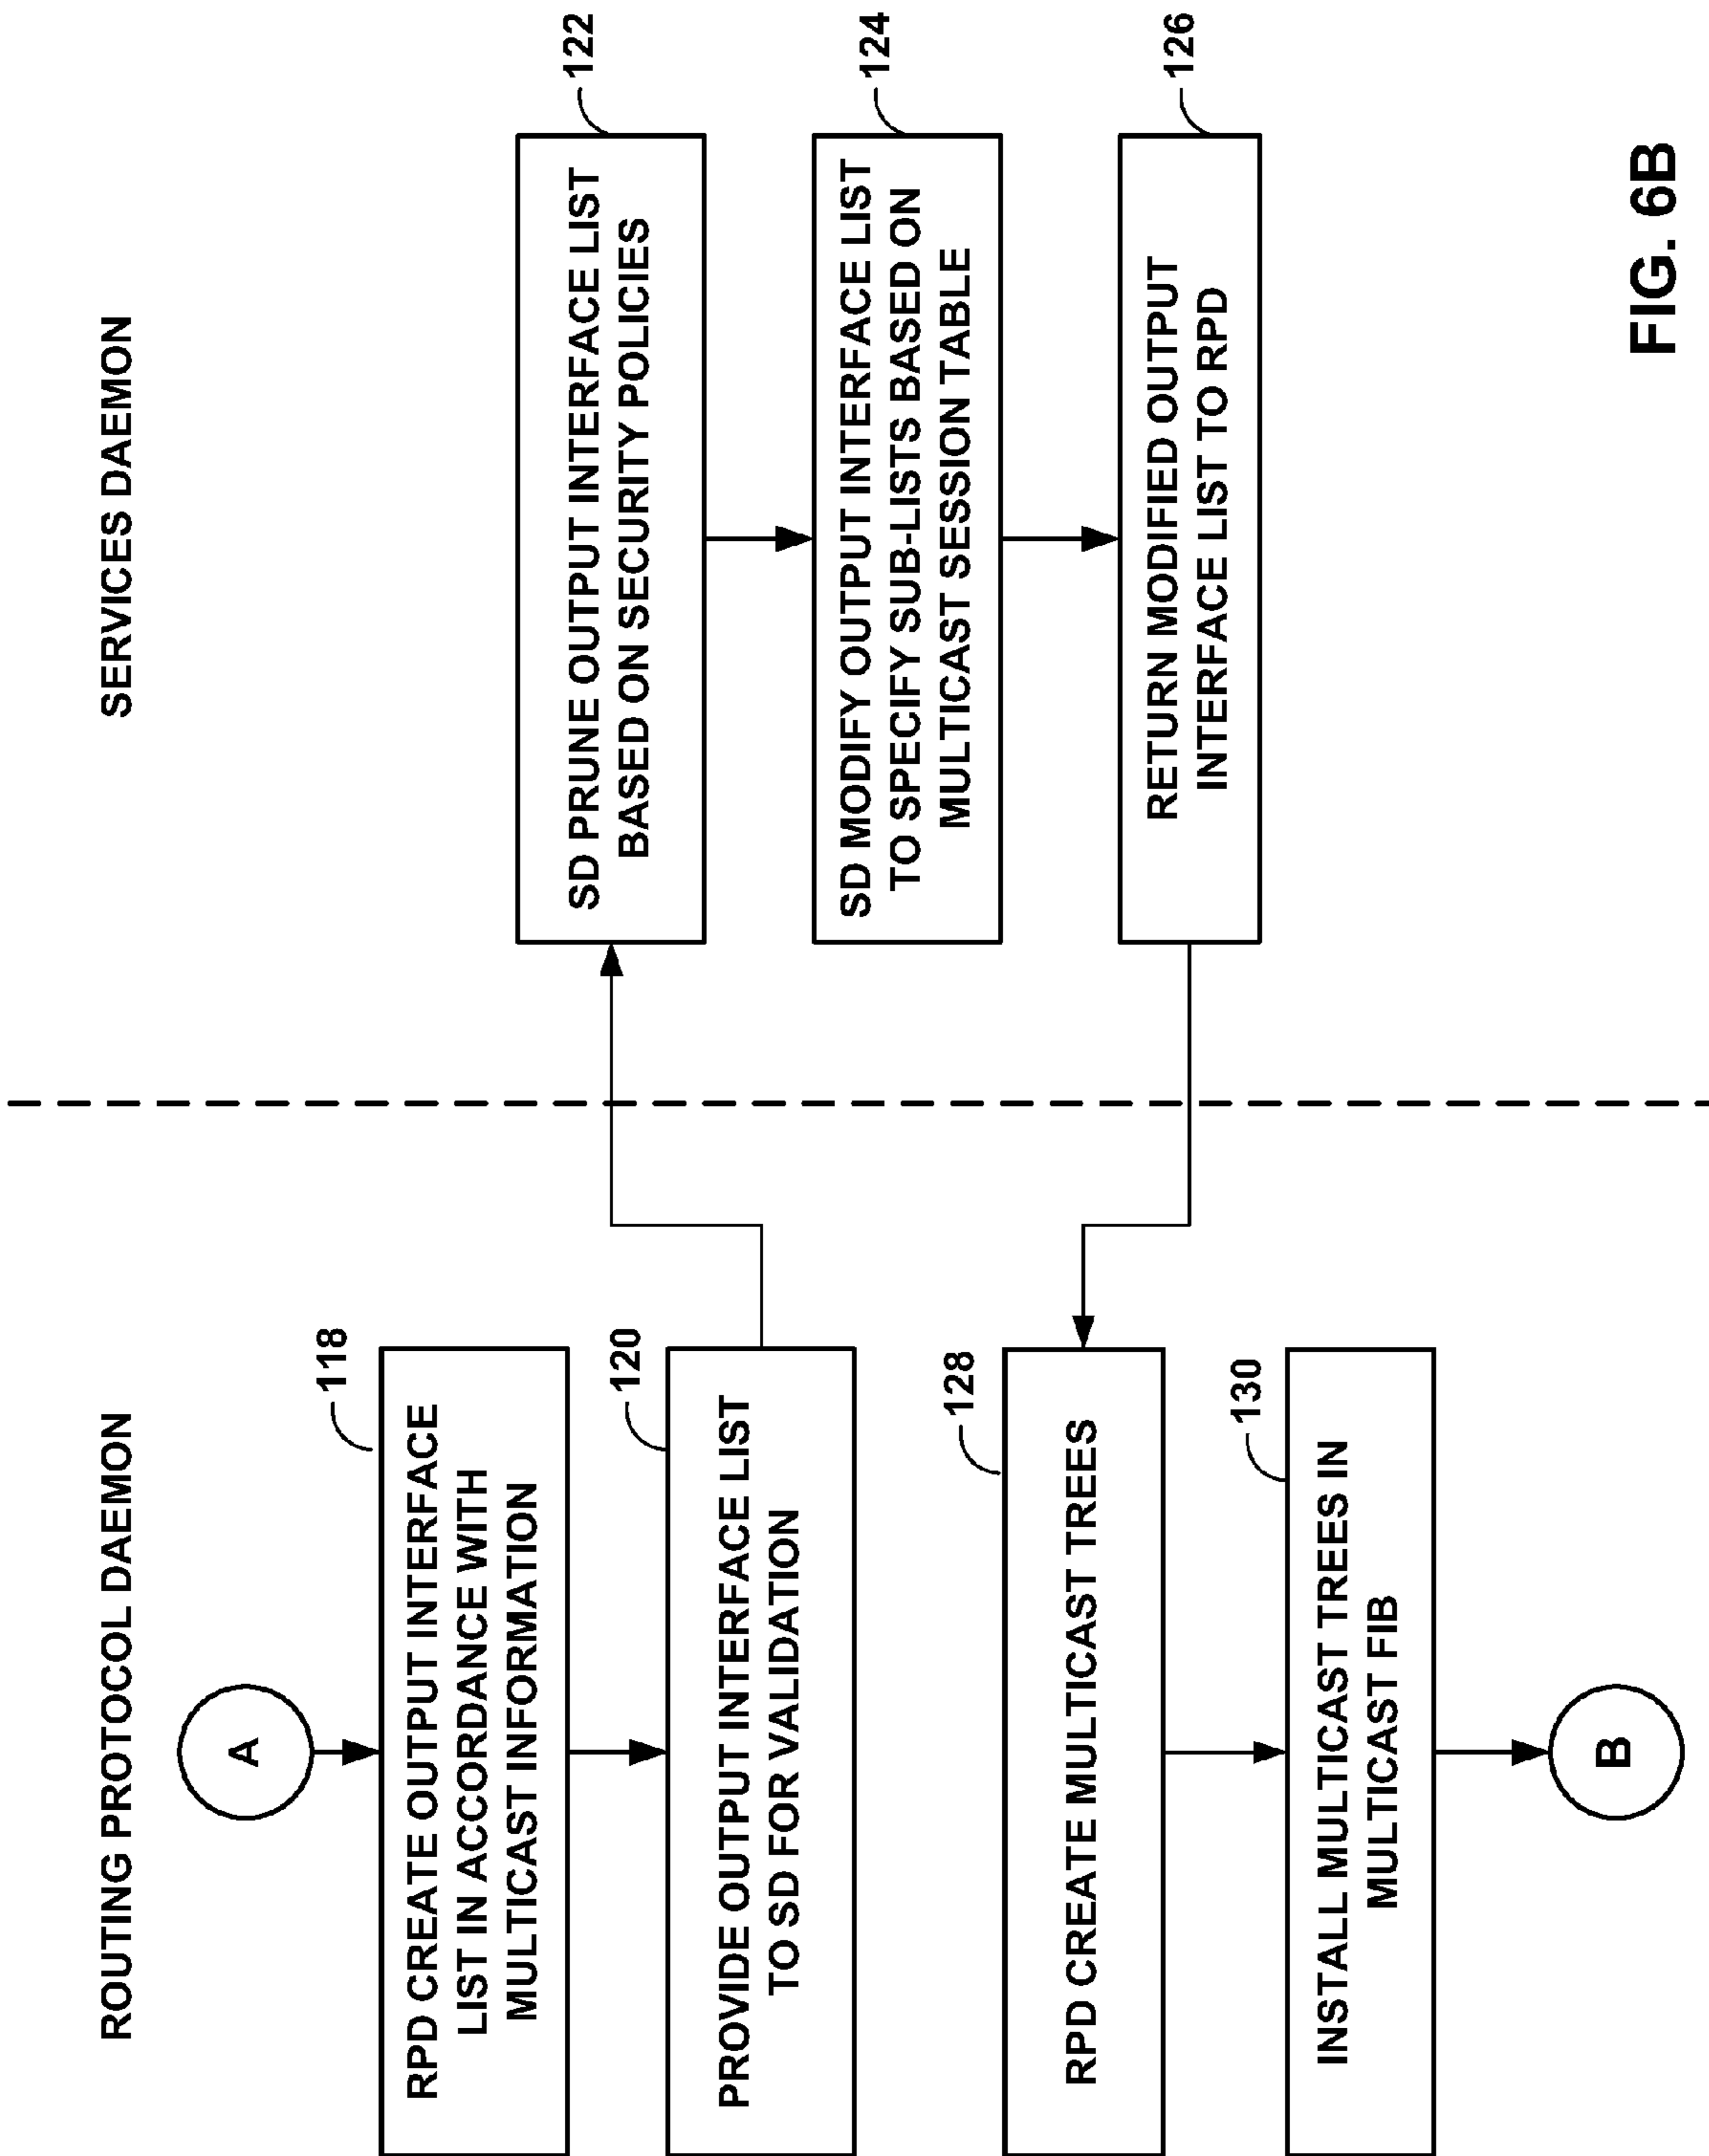 ROUTING PROTOCOL DAEMON
A
118
RPD CREATE OUTPUT INTERFACE
LIST IN ACCORDANCE WITH
MULTICAST INFORMATION
120
PROVIDE OUTPUT INTERFACE LIST
TO SD FOR VALIDATION
SERVICES DAEMON
122
SD PRUNE OUTPUT INTERFACE LIST
BASED ON SECURITY POLICIES
124
SD MODIFY OUTPUT INTERFACE LIST
TO SPECIFY SUB-LISTS BASED ON
MULTICAST SESSION TABLE
126
RETURN MODIFIED OUTPUT
INTERFACE LIST TO RPD
128
RPD CREATE MULTICAST TREES
130
INSTALL MULTICAST TREES IN
MULTICAST FIB
B
FIG. 6B